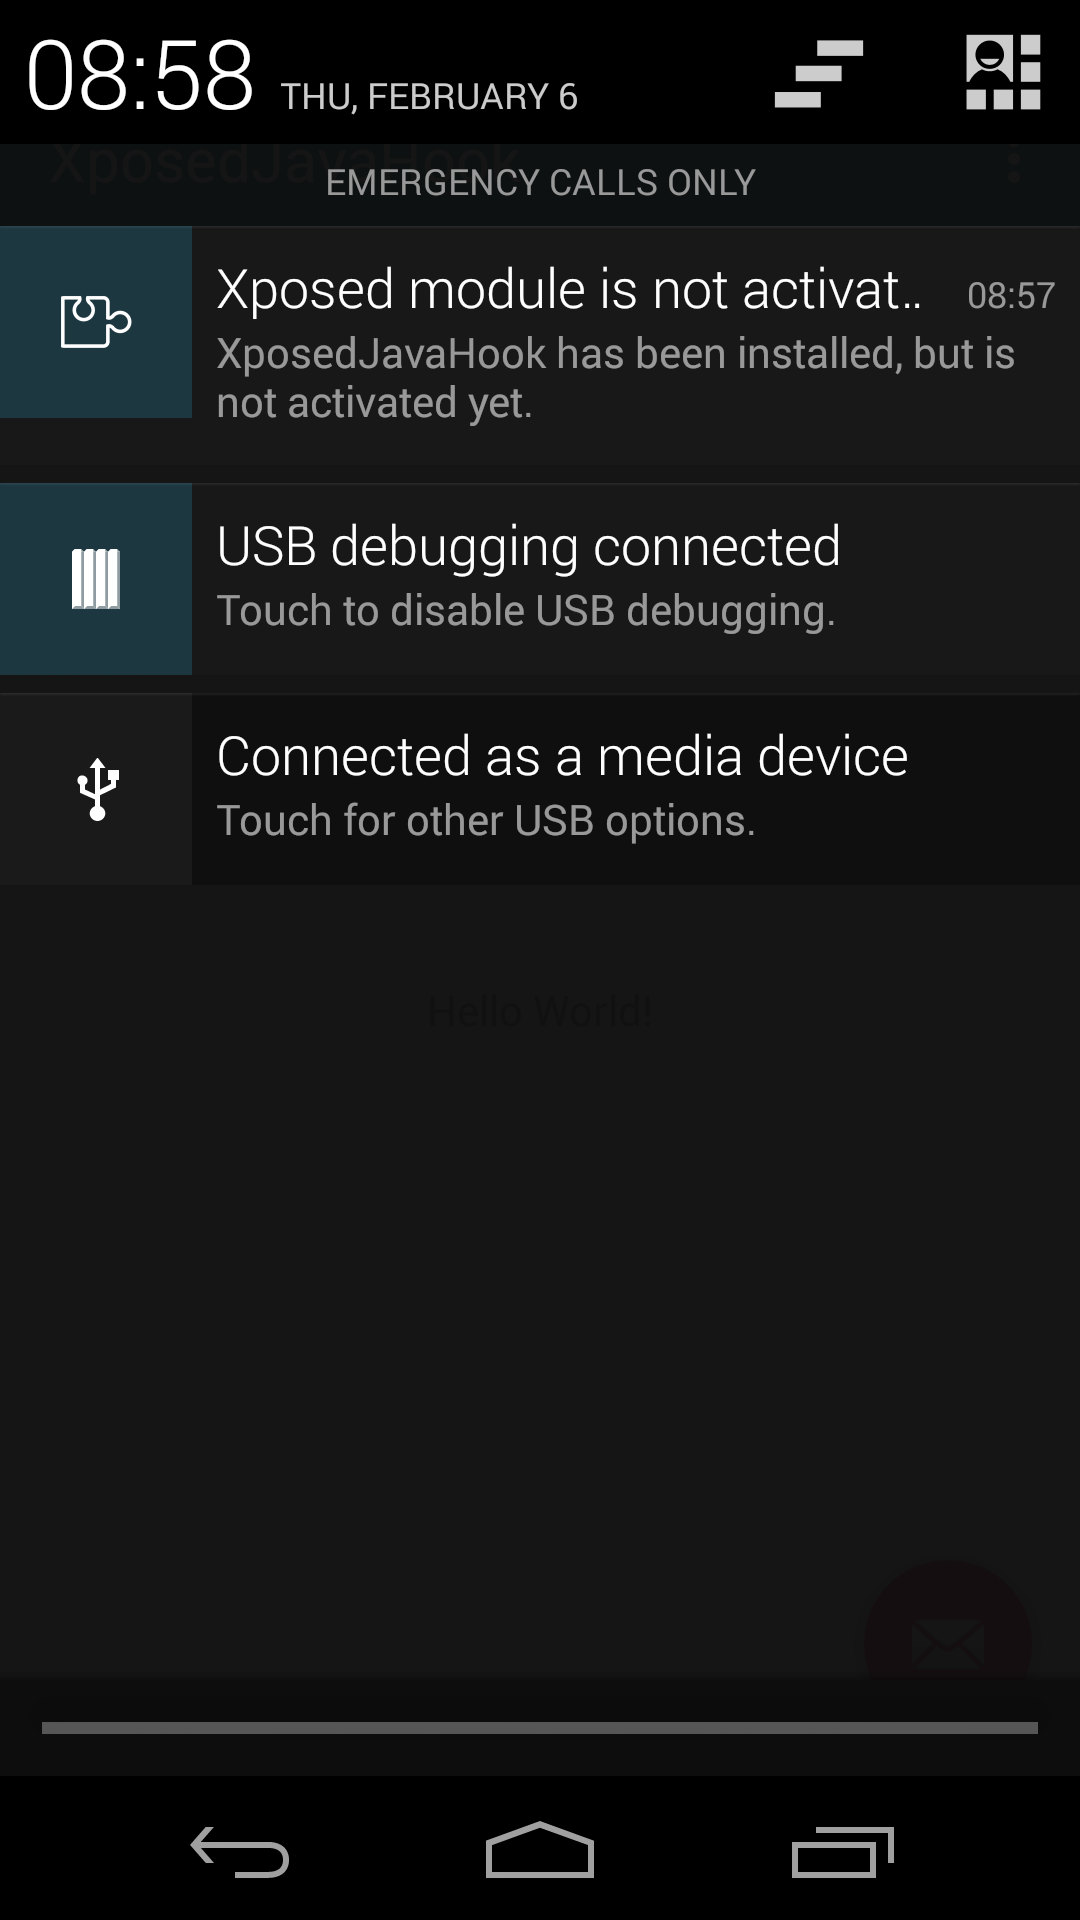 08:58 THU, FEBRUARY 6
XposedJavaHook
EMERGENCY CALLS ONLY
Xposed module is not activat.. 08:57
XposedJavaHook has been installed, but is
not activated yet.
USB debugging connected
Touch to disable USB debugging.
Connected as a media device
Touch for other USB options.
Hello World!